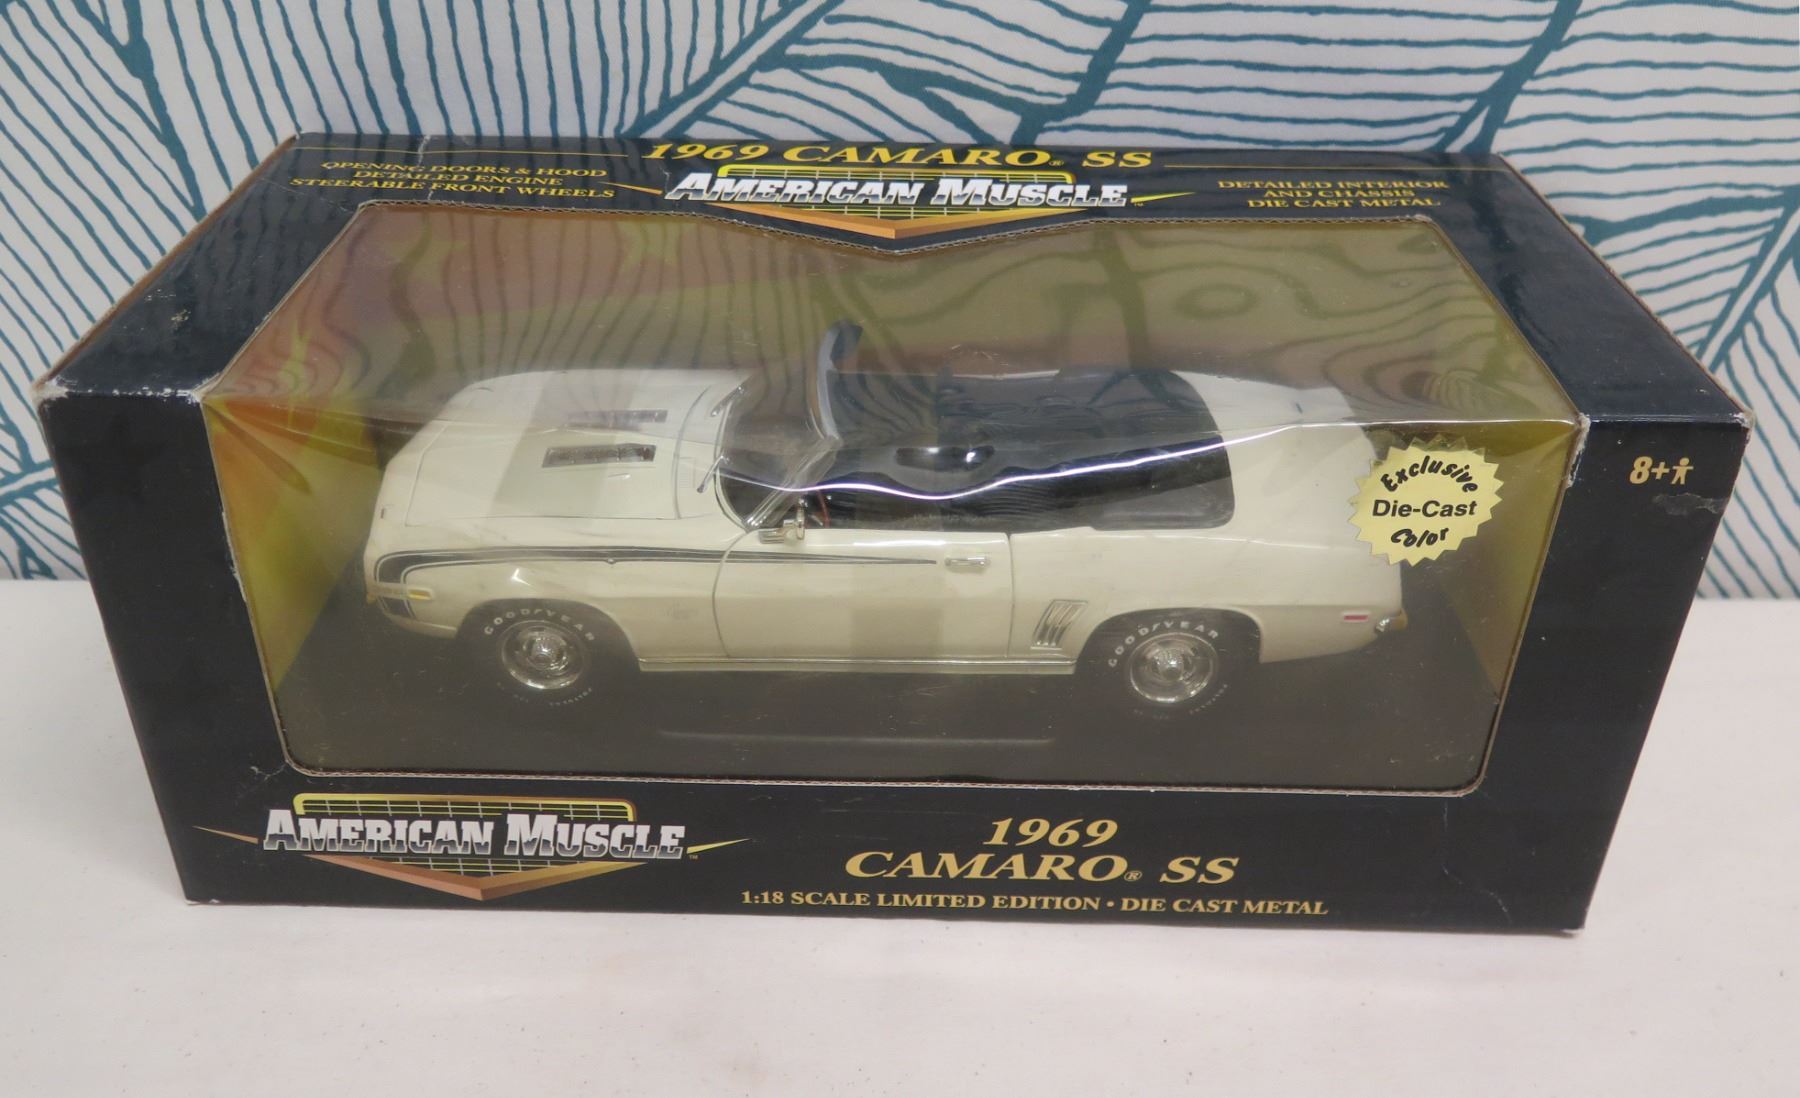 1969 CAMARO® SS
AMERICAN MUSCLE™
OPENING DOORS & HOOD
DETAILED ENGINE
STEERABLE FRONT WHEELS
DETAILED INTERIOR
AND CHASSIS
DIE CAST METAL
Exclusive
Die-Cast
Color
8+
GOODYEAR
GOODYEAR
AMERICAN MUSCLE™
1969
CAMARO® SS
1:18 SCALE LIMITED EDITION • DIE CAST METAL